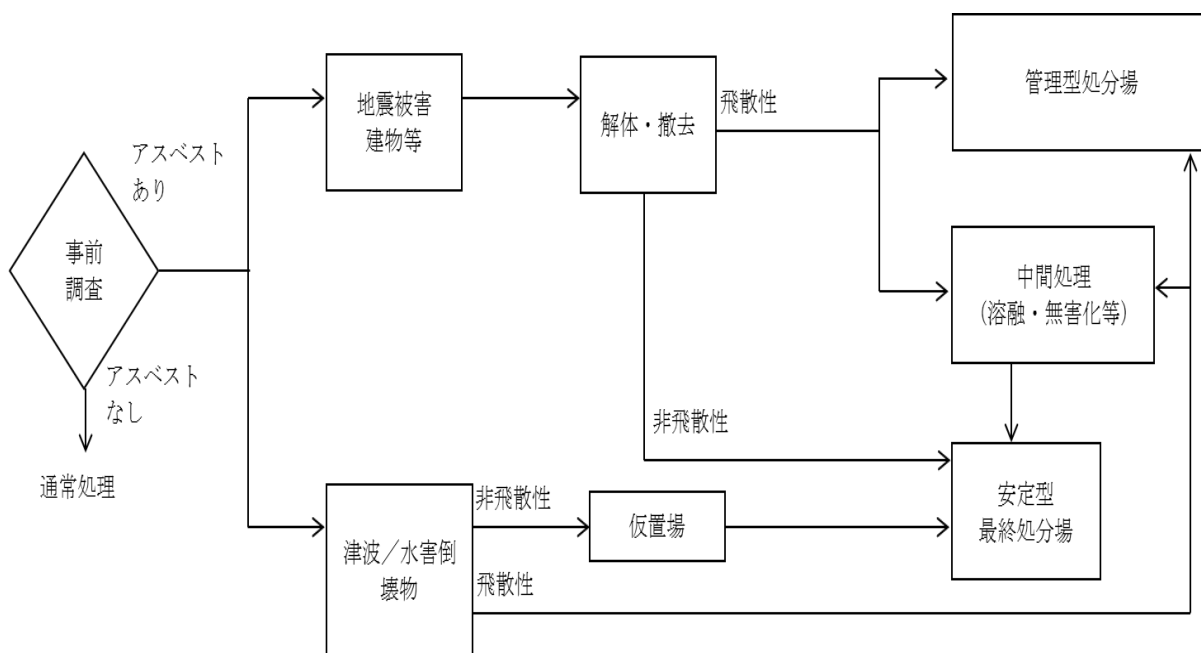 事前
調査
アスベスト
あり
アスベスト
なし
通常処理
地震被害
建物等
解体・撤去
飛散性
管理型処分場
中間処理
(溶融・無害化等)
非飛散性
津波／水害倒
壊物
非飛散性
仮置場
飛散性
安定型
最終処分場